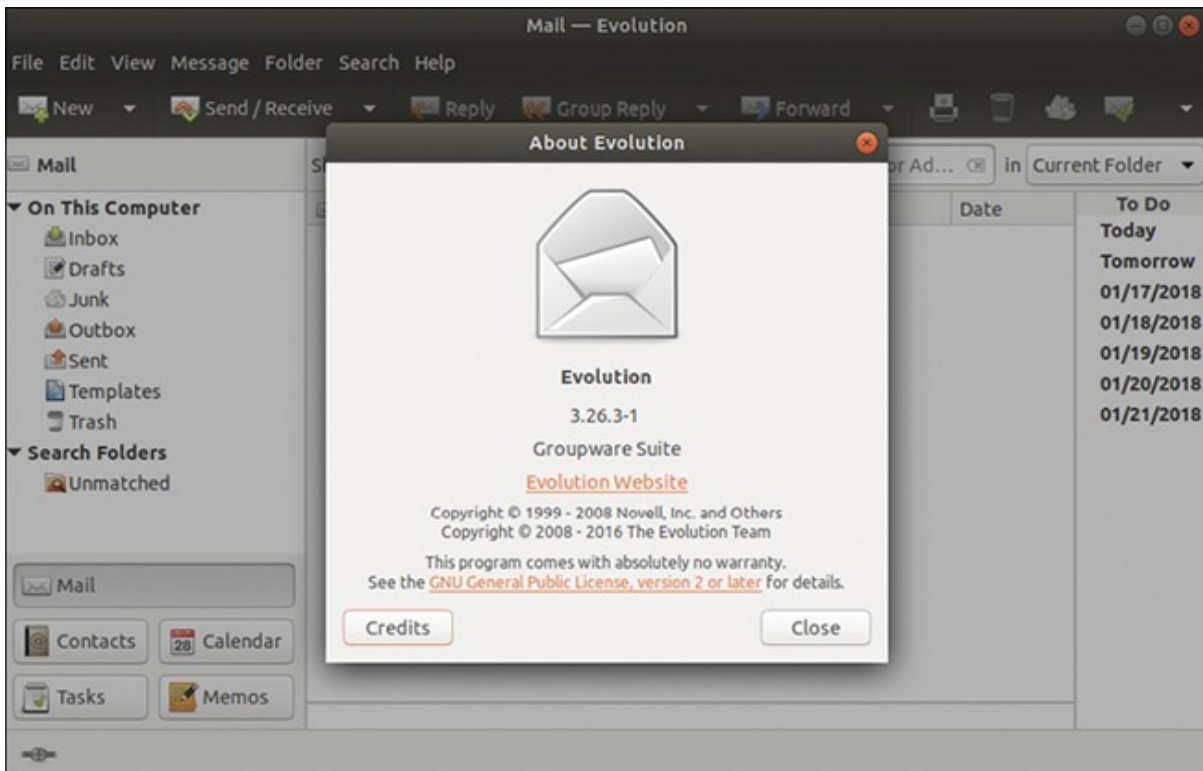 Mail — Evolution
File Edit View Message Folder Search Help
New Send / Receive Reply Group Reply Forward
About Evolution
Mail
or Ad... in Current Folder
On This Computer
Inbox
Drafts
Junk
Outbox
Sent
Templates
Trash
Search Folders
Unmatched
Date
To Do
Today
Tomorrow
01/17/2018
01/18/2018
01/19/2018
01/20/2018
01/21/2018
Evolution
3.26.3-1
Groupware Suite
Evolution Website
Copyright © 1999 - 2008 Novell, Inc. and Others
Copyright © 2008 - 2016 The Evolution Team
This program comes with absolutely no warranty.
See the GNU General Public License, version 2 or later for details.
Credits Close
Mail
Contacts 28 Calendar
Tasks Memos